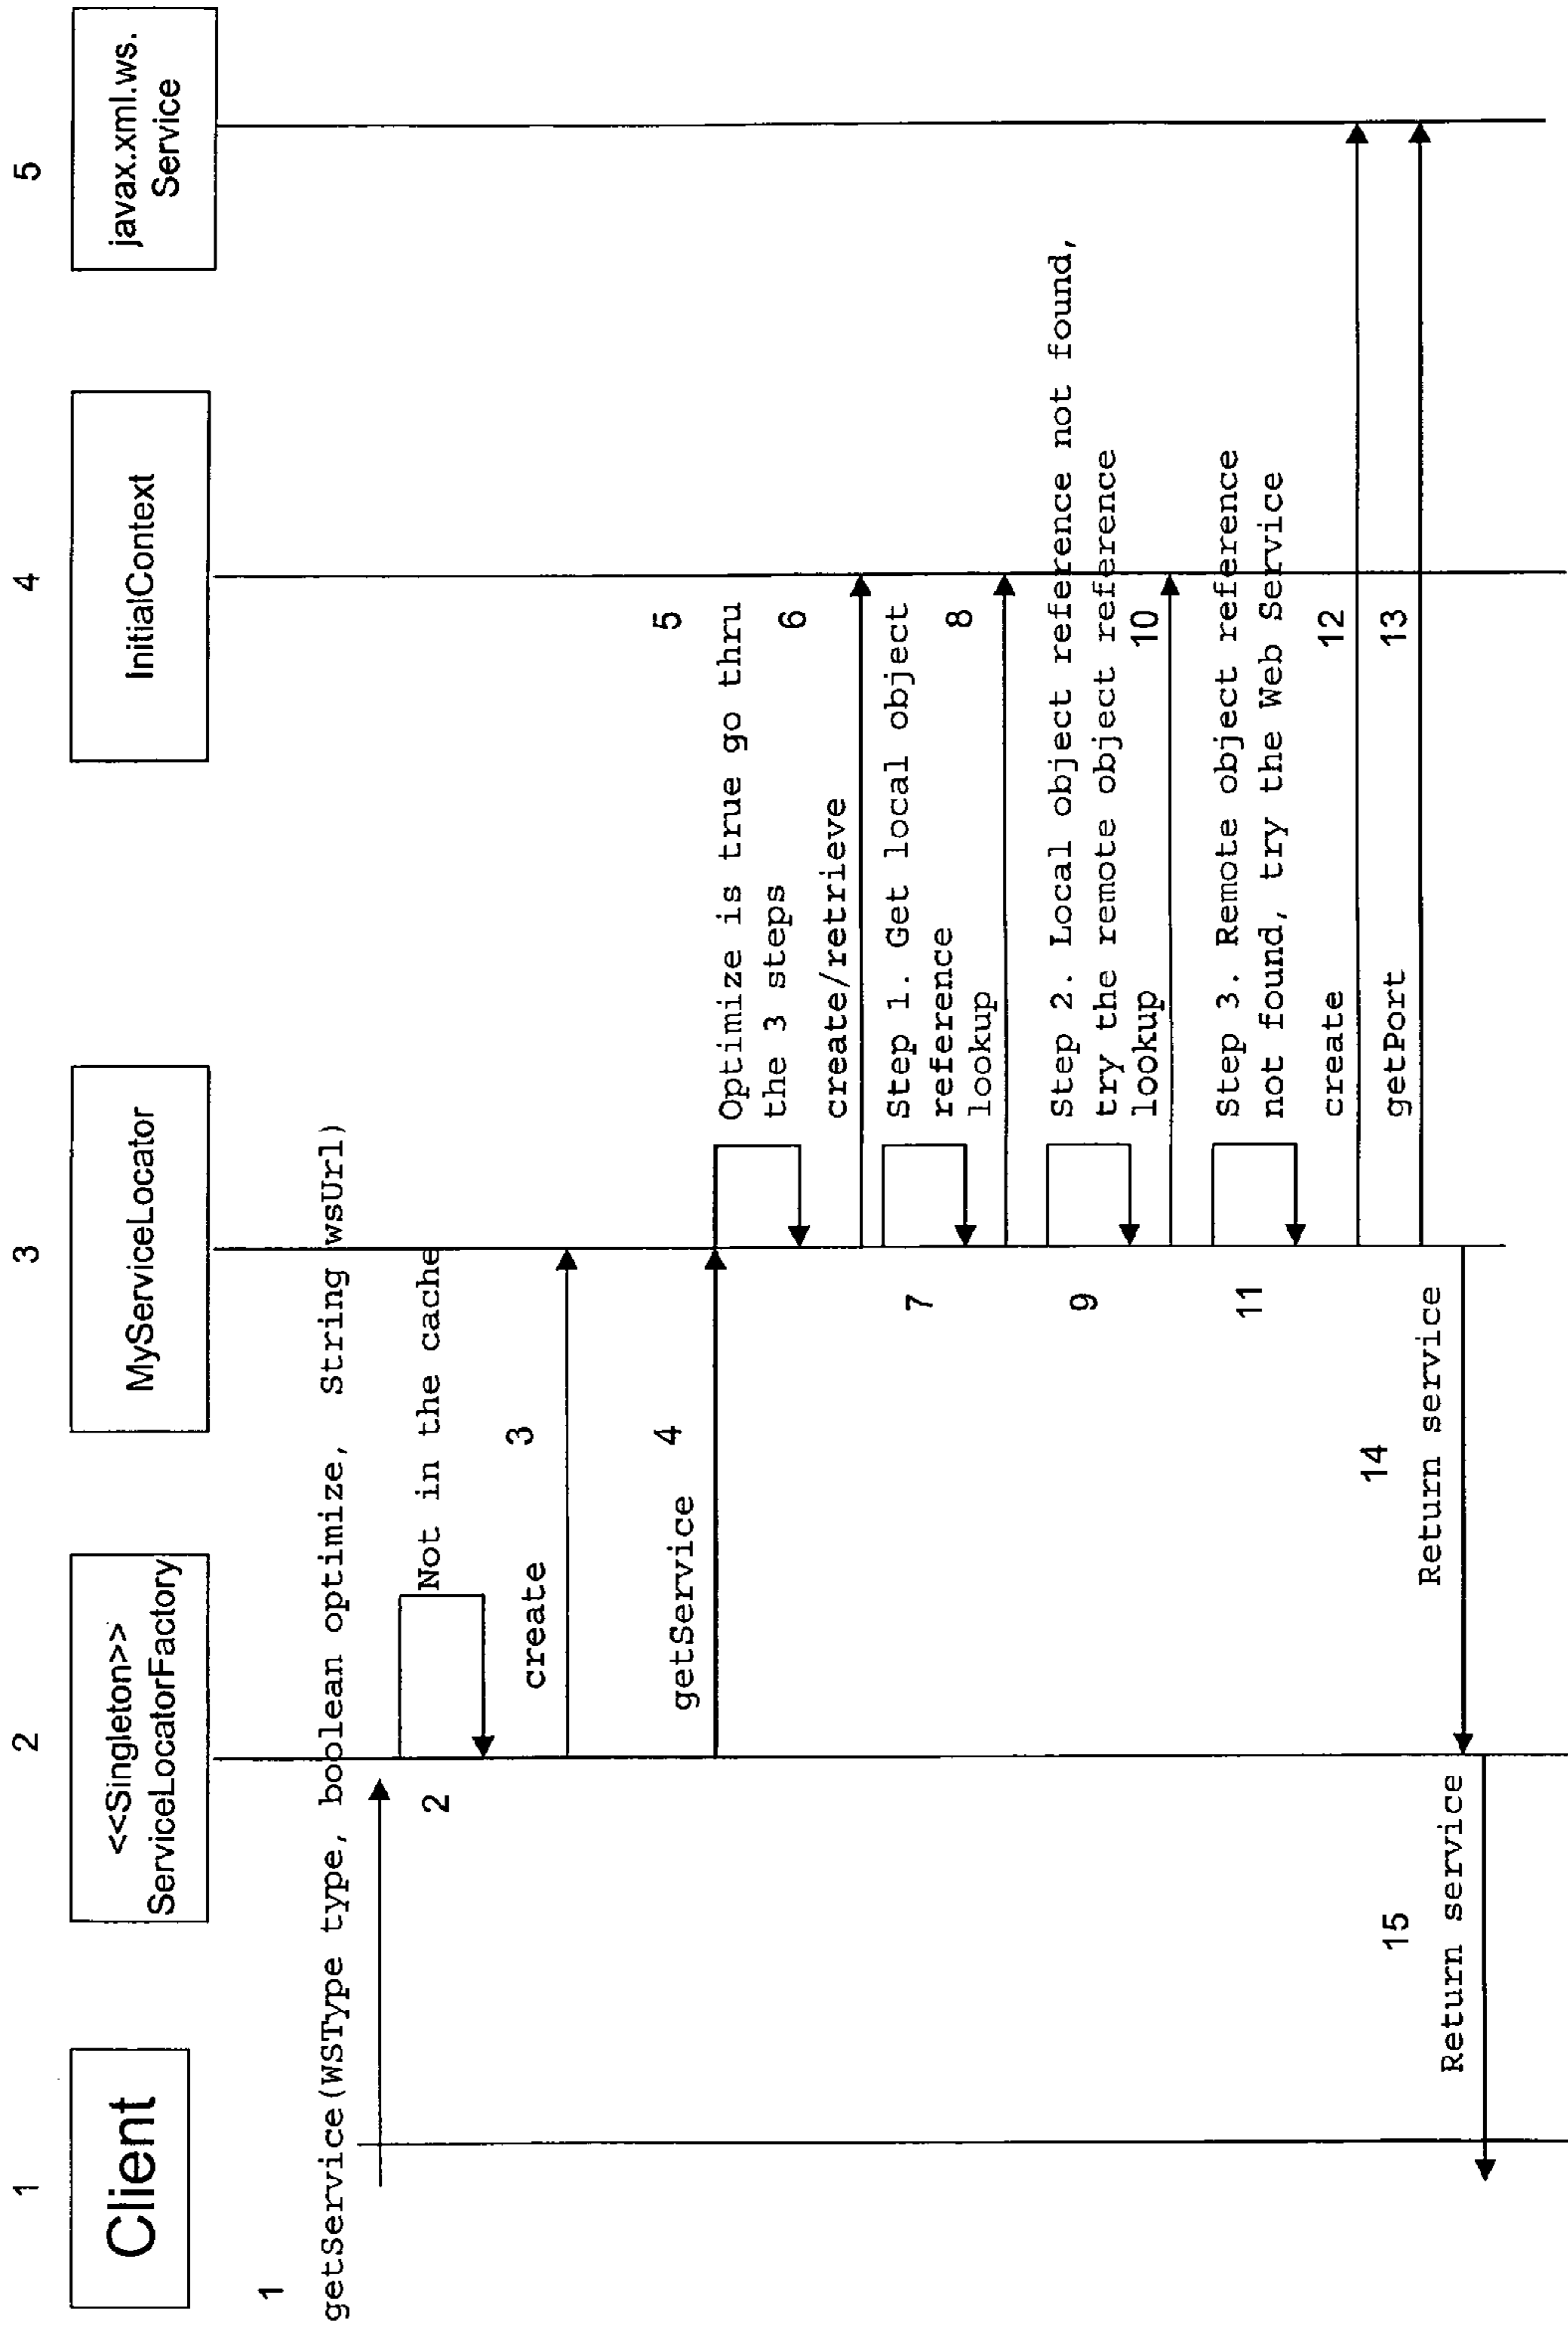 1
2
3
4
5
Client
<<Singleton>>
ServiceLocatorFactory
MyServiceLocator
InitialContext
javax.xml.ws.
Service
1
getService(WSType type, boolean optimize, String wsUrl)
2
Not in the cache
3
create
4
getService
5
Optimize is true go thru
the 3 steps
6
create/retrieve
7
Step 1. Get local object
reference
8
lookup
9
Step 2. Local object reference not found,
try the remote object reference
10
lookup
11
Step 3. Remote object reference
not found, try the Web Service
12
create
13
getPort
14
Return service
15
Return service